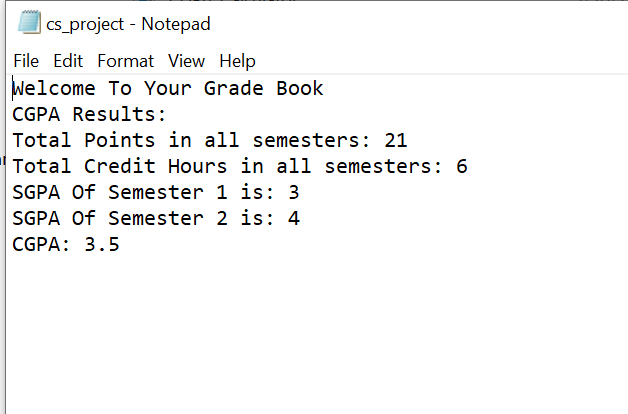 cs_project - Notepad
File Edit Format View Help
Welcome To Your Grade Book
CGPA Results:
Total Points in all semesters: 21
Total Credit Hours in all semesters: 6
SGPA Of Semester 1 is: 3
SGPA Of Semester 2 is: 4
CGPA: 3.5